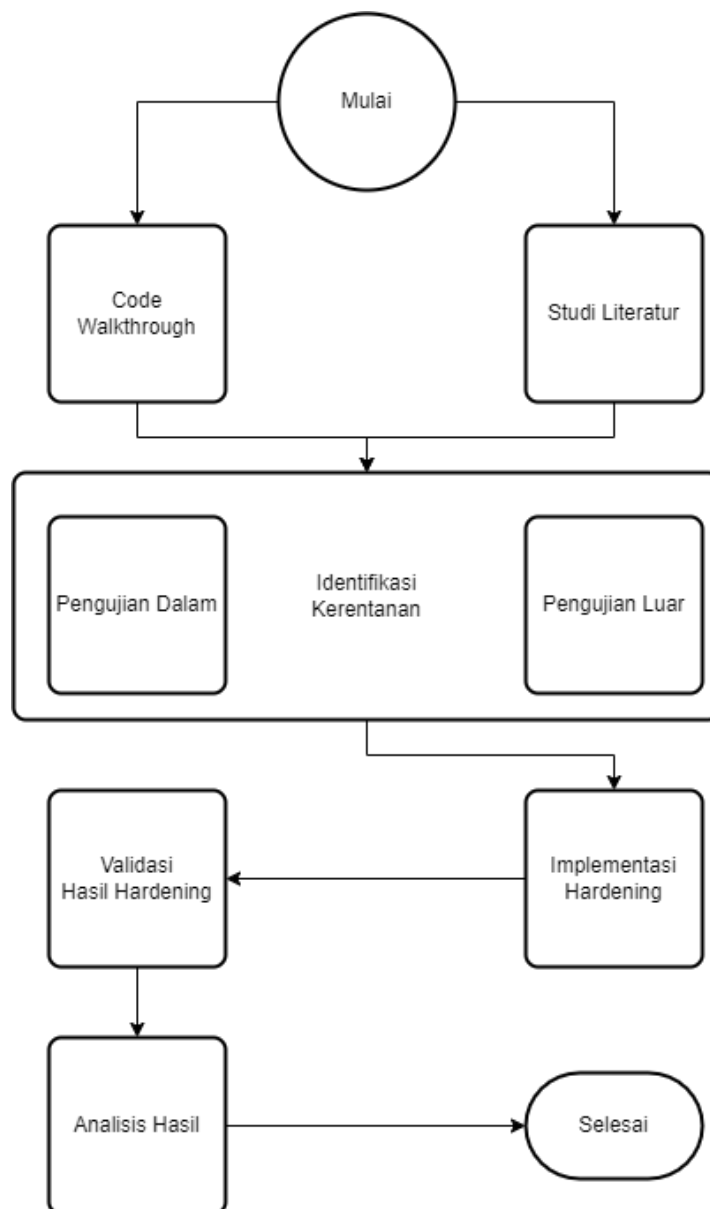 Mulai
Code
Walkthrough
Studi Literatur
Pengujian Dalam
Identifikasi
Kerentanan
Pengujian Luar
Validasi
Hasil Hardening
Implementasi
Hardening
Analisis Hasil
Selesai